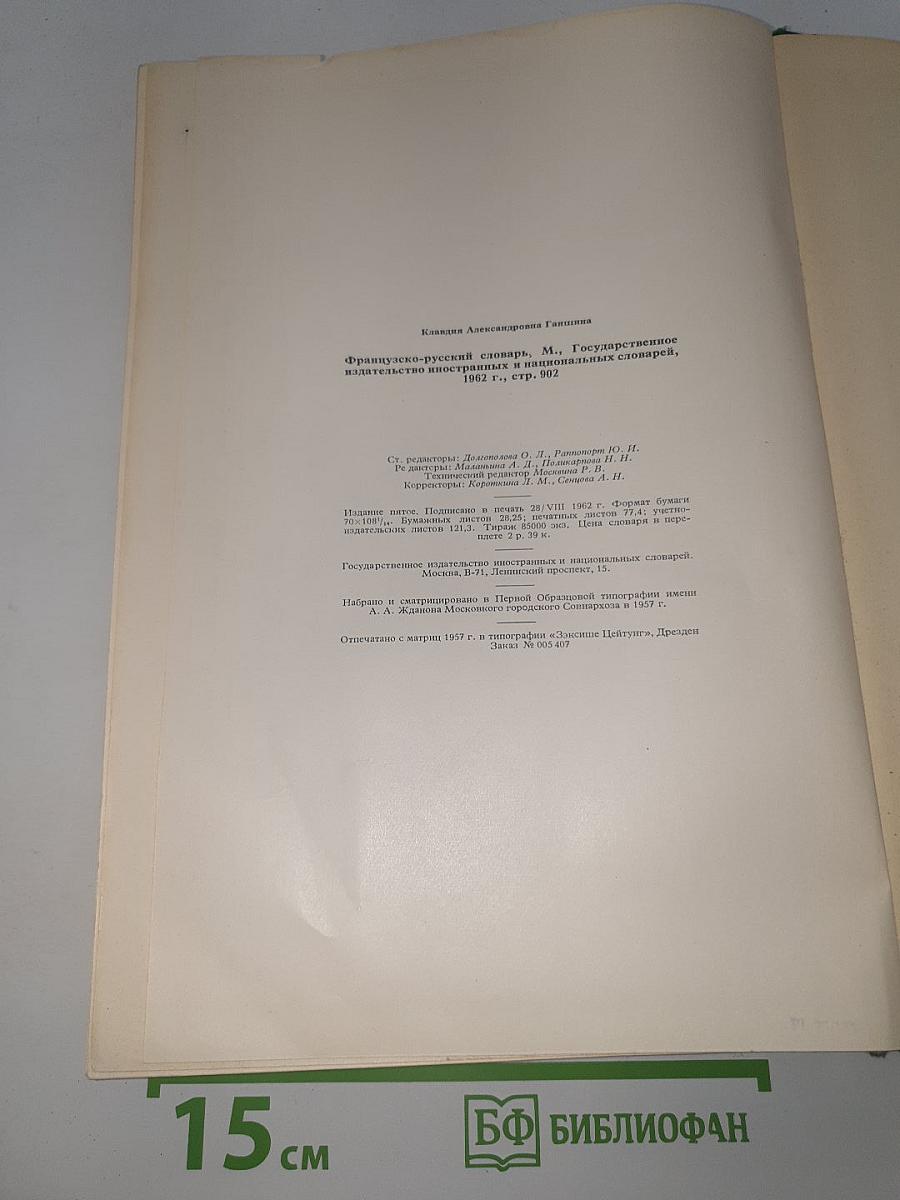 Клавдия Александровна Ганшина
Французско-русский словарь, М., Государственное
издательство иностранных и национальных словарей,
1962 г., стр. 902
Ст. редакторы: Долгополова О. Л., Раппопорт Ю. И.
Ре дакторы: Маланьина А. Д., Поликарпова Н. Н.
Технический редактор Москвина Р. В.
Корректоры: Короткина Л. М., Сенцова А. Н.
Издание пятое. Подписано в печать 28/VIII 1962 г. Формат бумаги
70×108¹/₁₆. Бумажных листов 28,25; печатных листов 77,4; учетно-
издательских листов 121,3. Тираж 85000 экз. Цена словаря в пере-
плете 2 р. 39 к.
Государственное издательство иностранных и национальных словарей.
Москва, В-71, Ленинский проспект, 15.
Набрано и сматрицировано в Первой Образцовой типографии имени
А. А. Жданова Московкого городского Совнархоза в 1957 г.
Отпечатано с матриц 1957 г. в типографии «Зэксише Цейтунг», Дрезден
Заказ № 005 407
15 см
БФ БИБЛИОФАН